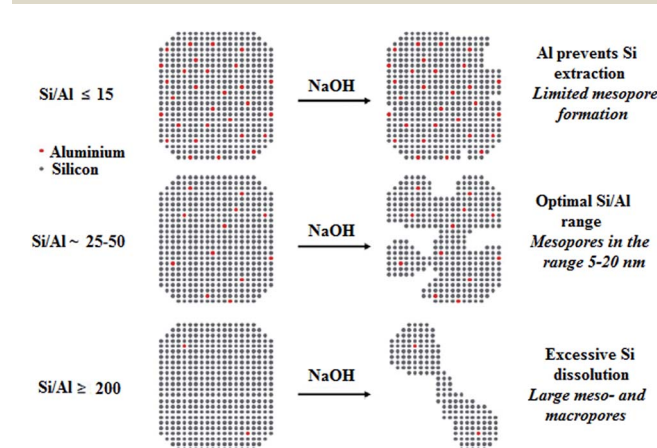 Si/Al ≤ 15
NaOH
Al prevents Si
extraction
Limited mesopore
formation
• Aluminium
• Silicon
Si/Al ~ 25-50
NaOH
Optimal Si/Al
range
Mesopores in the
range 5-20 nm
Si/Al ≥ 200
NaOH
Excessive Si
dissolution
Large meso- and
macropores